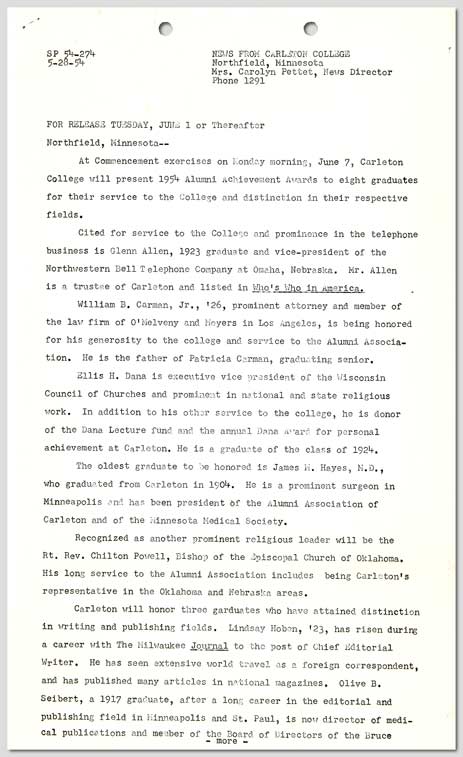 SP 54-274
5-28-54
NEWS FROM CARLETON COLLEGE
Northfield, Minnesota
Mrs. Carolyn Pettet, News Director
Phone 1291
FOR RELEASE TUESDAY, JUNE 1 or Thereafter
Northfield, Minnesota--
At Commencement exercises on Monday morning, June 7, Carleton
College will present 1954 Alumni Achievement Awards to eight graduates
for their service to the College and distinction in their respective
fields.
Cited for service to the College and prominence in the telephone
business is Glenn Allen, 1923 graduate and vice-president of the
Northwestern Bell Telephone Company at Omaha, Nebraska. Mr. Allen
is a trustee of Carleton and listed in Who's Who in America.
William B. Carman, Jr., '26, prominent attorney and member of
the law firm of O'Melveny and Meyers in Los Angeles, is being honored
for his generosity to the college and service to the Alumni Associa-
tion. He is the father of Patricia Carman, graduating senior.
Ellis H. Dana is executive vice president of the Wisconsin
Council of Churches and prominent in national and state religious
work. In addition to his other service to the college, he is donor
of the Dana Lecture fund and the annual Dana award for personal
achievement at Carleton. He is a graduate of the class of 1924.
The oldest graduate to be honored is James M. Hayes, M.D.,
who graduated from Carleton in 1904. He is a prominent surgeon in
Minneapolis and has been president of the Alumni Association of
Carleton and of the Minnesota Medical Society.
Recognized as another prominent religious leader will be the
Rt. Rev. Chilton Powell, Bishop of the Episcopal Church of Oklahoma.
His long service to the Alumni Association includes being Carleton's
representative in the Oklahoma and Nebraska areas.
Carleton will honor three garduates who have attained distinction
in writing and publishing fields. Lindsay Hoben, '23, has risen during
a career with The Milwaukee Journal to the post of Chief Editorial
Writer. He has seen extensive world travel as a foreign correspondent,
and has published many articles in national magazines. Olive B.
Seibert, a 1917 graduate, after a long career in the editorial and
publishing field in Minneapolis and St. Paul, is now director of medi-
cal publications and member of the Board of Directors of the Bruce
- more -